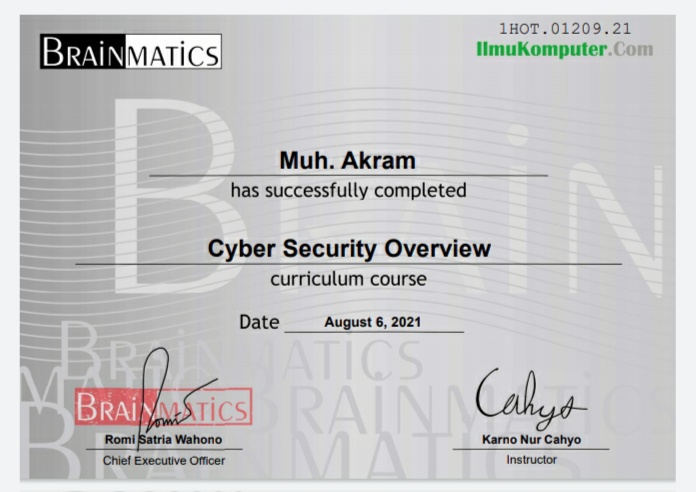 BRAINMATICS
1HOT.01209.21
IlmuKomputer.Com
BRAIN
Muh. Akram
has successfully completed
Cyber Security Overview
curriculum course
Date August 6, 2021
BRAINMATICS
Romi
Cahyo
Romi Satria Wahono
Karno Nur Cahyo
Chief Executive Officer
Instructor